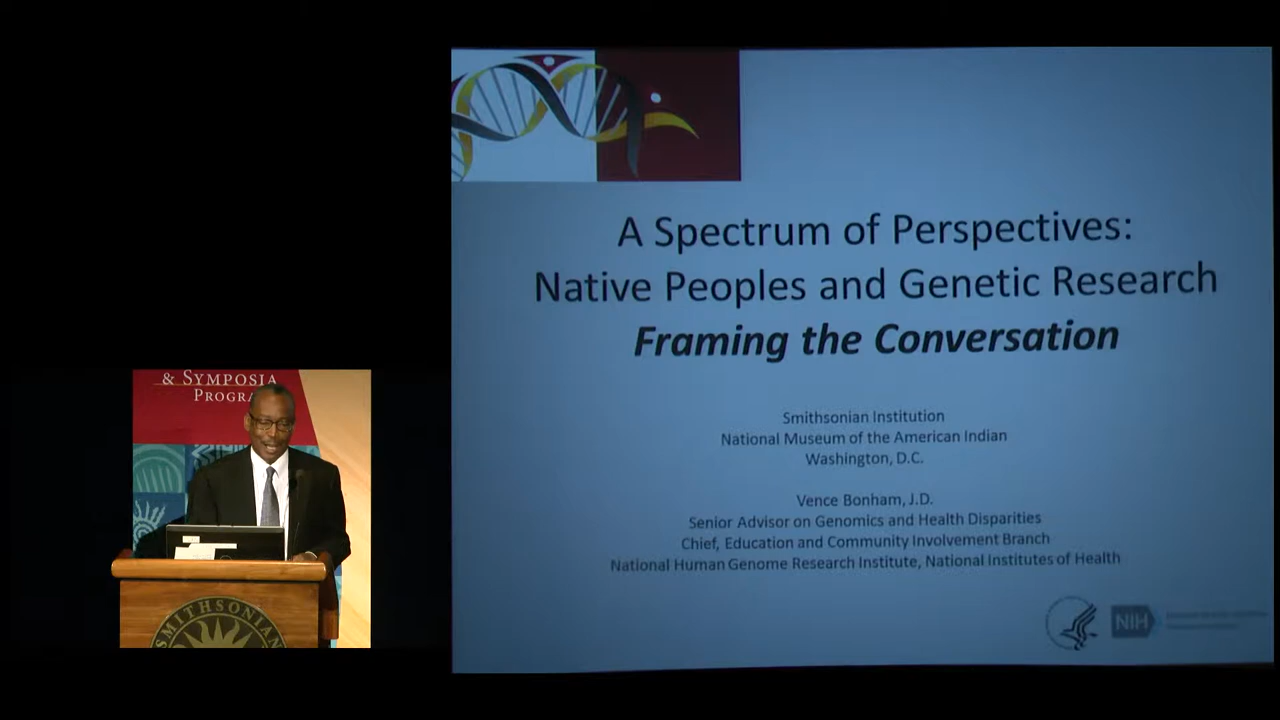 & SYMPOSIA
PROGRA
SMITHSONIAN
A Spectrum of Perspectives:
Native Peoples and Genetic Research
Framing the Conversation
Smithsonian Institution
National Museum of the American Indian
Washington, D.C.
Vence Bonham, J.D.
Senior Advisor on Genomics and Health Disparities
Chief, Education and Community Involvement Branch
National Human Genome Research Institute, National Institutes of Health
NIH